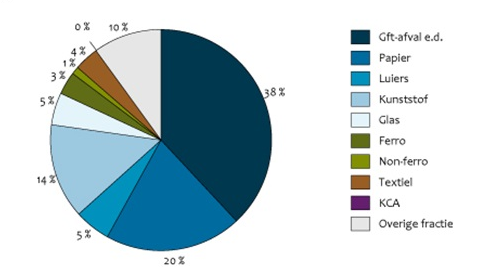 0 % 10 %
4 %
1 %
3 %
5 %
14 %
5 %
20 %
38 %
Gft-afval e.d.
Papier
Luiers
Kunststof
Glas
Ferro
Non-ferro
Textiel
KCA
Overige fractie